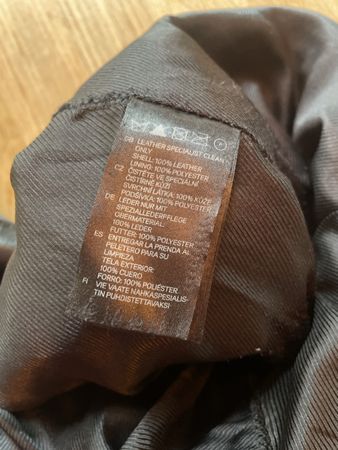 GB LEATHER SPECIALIST CLEAN
ONLY
SHELL: 100% LEATHER
LINING: 100% POLYESTER
CZ ČISTĚTE VE SPECIÁLNÍ
ČISTÍRNĚ KŮŽÍ
SVRCHNÍ LÁTKA: 100% KŮŽE
PODŠÍVKA: 100% POLYESTER
DE LEDER NUR MIT
SPEZIALLEDERPFLEGE
OBERMATERIAL:
100% LEDER
FUTTER: 100% POLYESTER
ES ENTREGAR LA PRENDA AL
PELETERO PARA SU
LIMPIEZA
TELA EXTERIOR:
100% CUERO
FORRO: 100% POLIÉSTER
FI VIE VAATE NAHKASPESIALIS-
TIN PUHDISTETTAVAKSI